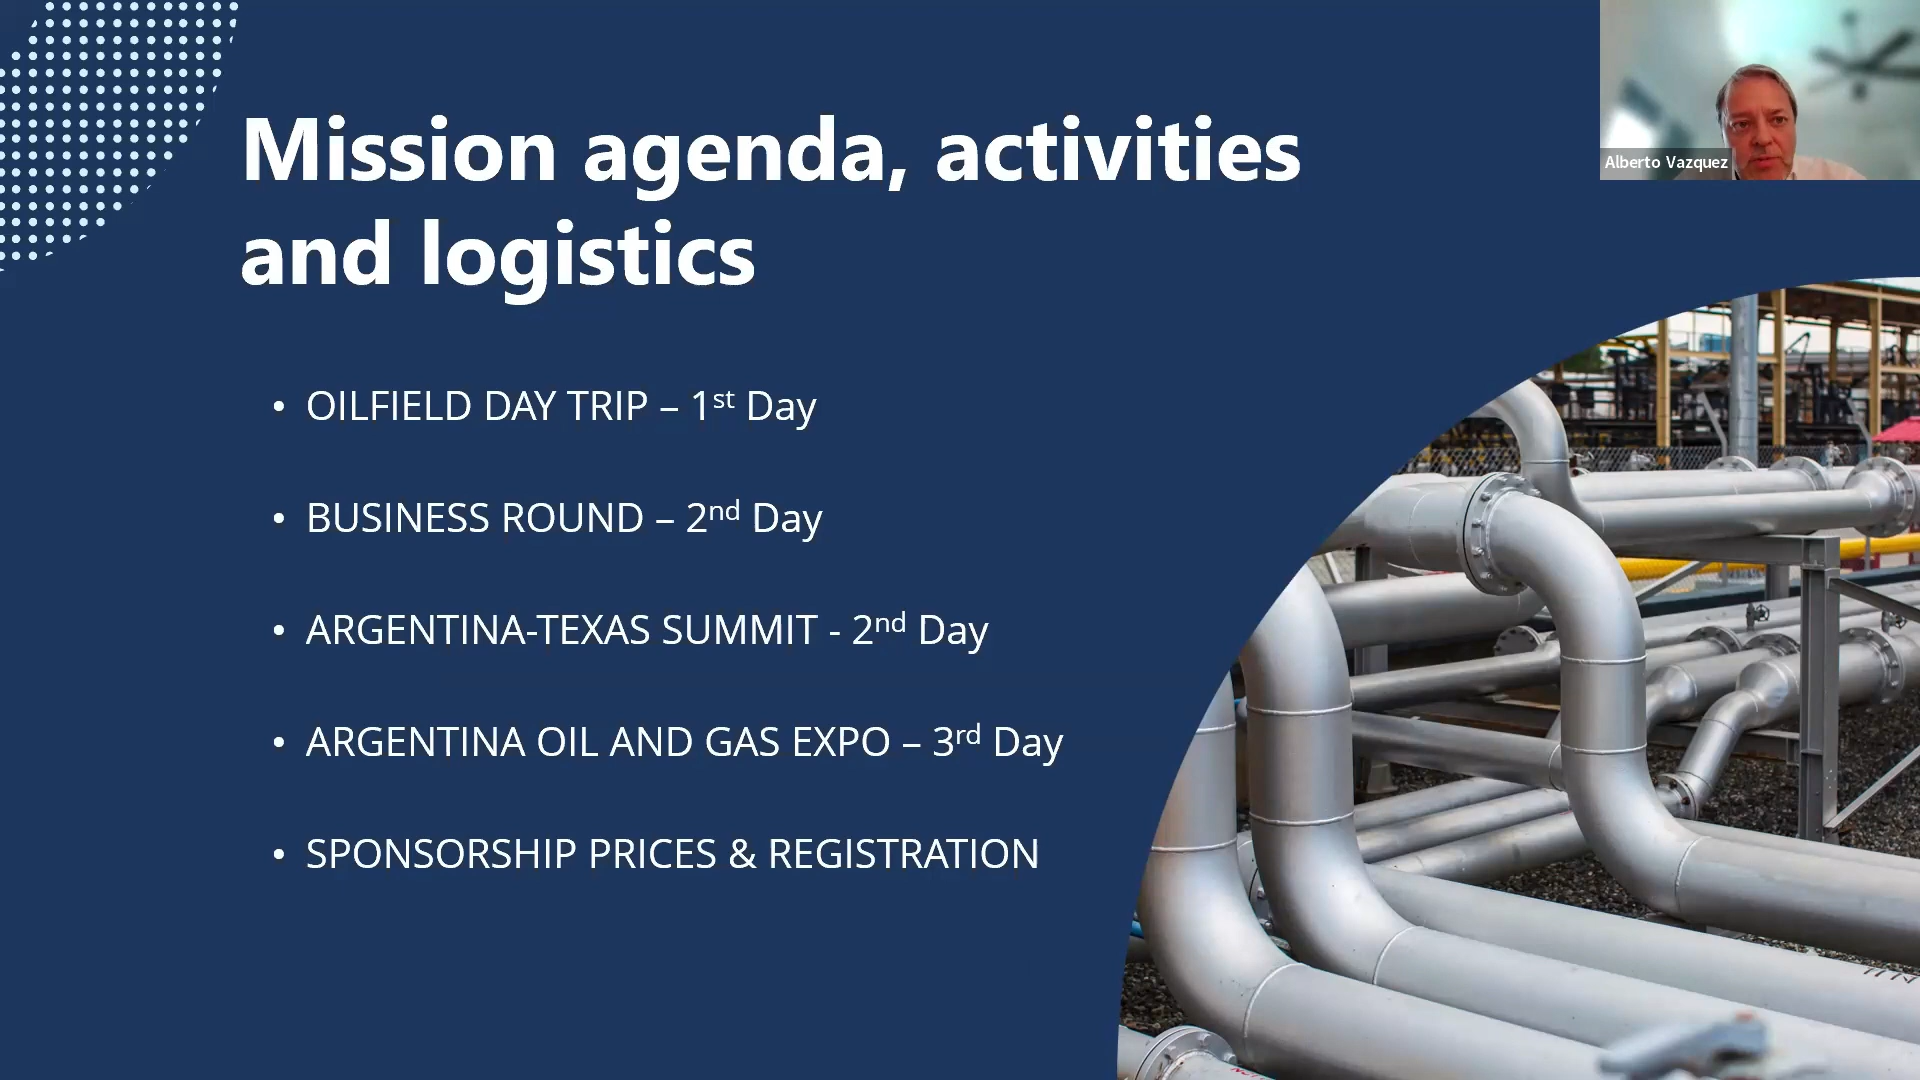 Mission agenda, activities
and logistics
• OILFIELD DAY TRIP – 1st Day
• BUSINESS ROUND – 2nd Day
• ARGENTINA-TEXAS SUMMIT - 2nd Day
• ARGENTINA OIL AND GAS EXPO – 3rd Day
• SPONSORSHIP PRICES & REGISTRATION
Alberto Vazquez